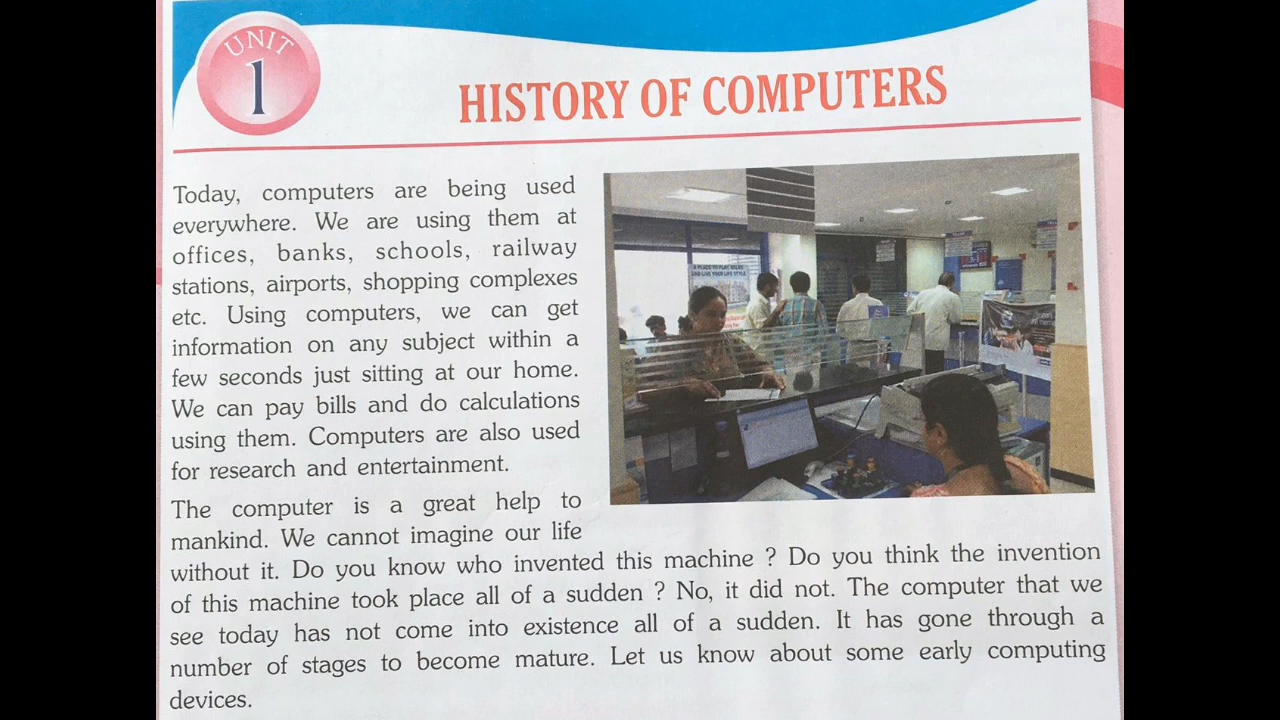 UNIT
1
HISTORY OF COMPUTERS
Today, computers are being used
everywhere. We are using them at
offices, banks, schools, railway
stations, airports, shopping complexes
etc. Using computers, we can get
information on any subject within a
few seconds just sitting at our home.
We can pay bills and do calculations
using them. Computers are also used
for research and entertainment.
The computer is a great help to
mankind. We cannot imagine our life
without it. Do you know who invented this machine ? Do you think the invention
of this machine took place all of a sudden ? No, it did not. The computer that we
see today has not come into existence all of a sudden. It has gone through a
number of stages to become mature. Let us know about some early computing
devices.